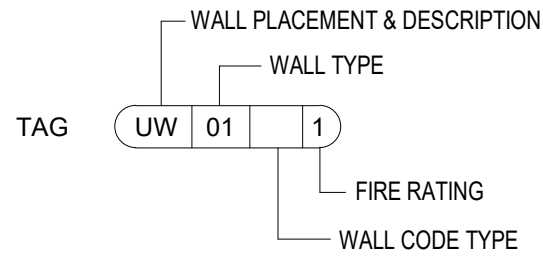 WALL PLACEMENT & DESCRIPTION
WALL TYPE
TAG UW 01 1
FIRE RATING
WALL CODE TYPE